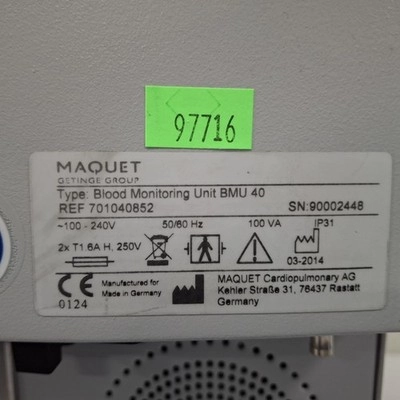 97716
MAQUET
GETINGE GROUP
Type: Blood Monitoring Unit BMU 40
REF 701040852 SN:90002448
~100 - 240V 50/60 Hz 100 VA IP31
2x T1.6A H, 250V
03-2014
CE 0124
Manufactured for
Made in Germany
MAQUET Cardiopulmonary AG
Kehler Straße 31, 76437 Rastatt
Germany